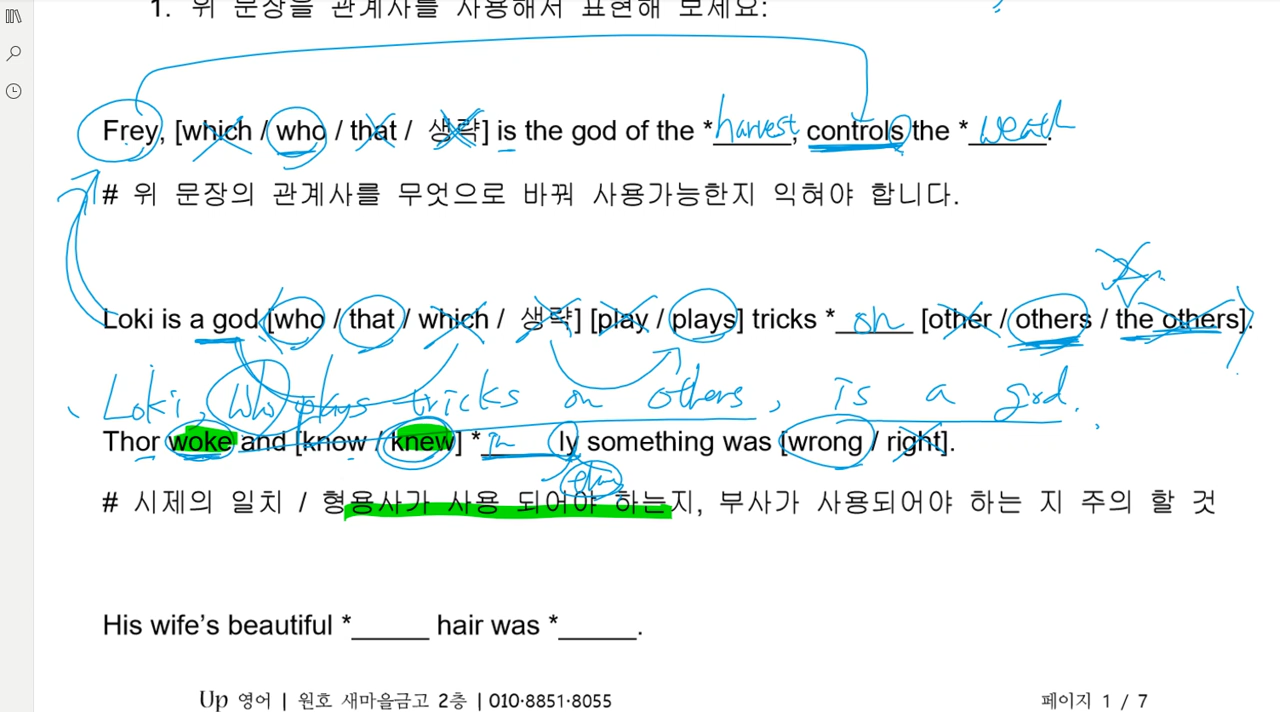 1. 위 문장을 관계사를 사용해서 표현해 보세요:
Frey, [which / who / that / 생략] is the god of the *harvest, controls the *weath.
# 위 문장의 관계사를 무엇으로 바꿔 사용가능한지 익혀야 합니다.
Loki is a god [who / that / which / 생략] [play / plays] tricks *on [other / others / the others].
Loki, who plays tricks on others, is a god.
Thor woke and [know / knew] *______ly something was [wrong / right].
# 시제의 일치 / 형용사가 사용 되어야 하는지, 부사가 사용되어야 하는 지 주의 할 것
His wife's beautiful *_____ hair was *_____.
Up 영어 | 원호 새마을금고 2층 | 010·8851·8055
페이지 1 / 7